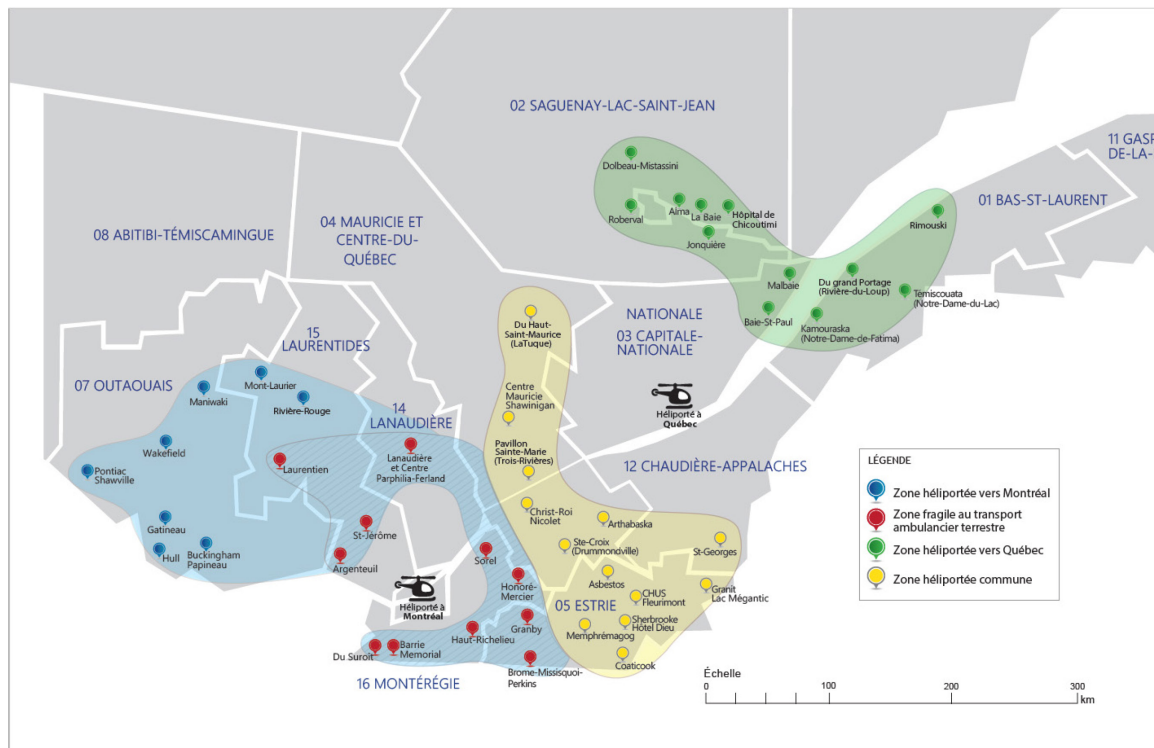 02 SAGUENAY-LAC-SAINT-JEAN
11 GASP
DE-LA-
01 BAS-ST-LAURENT
04 MAURICIE ET
CENTRE-DU-
QUÉBEC
08 ABITIBI-TÉMISCAMINGUE
Dolbeau-Mistassini
Roberval
Alma
La Baie
Hôpital de
Chicoutimi
Jonquière
Rimouski
Malbaie
Du grand Portage
(Rivière-du-Loup)
Témiscouata
(Notre-Dame-du-Lac)
Baie-St-Paul
Kamouraska
(Notre-Dame-de-Fatima)
NATIONALE
03 CAPITALE-
NATIONALE
Du Haut-
Saint-Maurice
(LaTuque)
15
LAURENTIDES
07 OUTAOUAIS
Mont-Laurier
Maniwaki
Rivière-Rouge
14
LANAUDIÈRE
Centre
Mauricie
Shawinigan
Héliporté à
Québec
Wakefield
Pontiac
Shawville
Laurentien
Lanaudière
et Centre
Parphilia-Ferland
Pavillon
Sainte-Marie
(Trois-Rivières)
12 CHAUDIÈRE-APPALACHES
Gatineau
Hull
Buckingham
Papineau
St-Jérôme
Argenteuil
Sorel
Christ-Roi
Nicolet
Arthabaska
Ste-Croix
(Drummondville)
St-Georges
Asbestos
Honoré-
Mercier
Héliporté à
Montréal
05 ESTRIE
CHUS
Fleurimont
Granit
Lac Mégantic
Granby
Haut-Richelieu
Sherbrooke
Hôtel Dieu
Memphrémagog
Du Suroît
Barrie
Memorial
Brome-Missisquoi-
Perkins
Coaticook
16 MONTÉRÉGIE
LÉGENDE
Zone héliportée vers Montréal
Zone fragile au transport
ambulancier terrestre
Zone héliportée vers Québec
Zone héliportée commune
Échelle
0 100 200 300
km